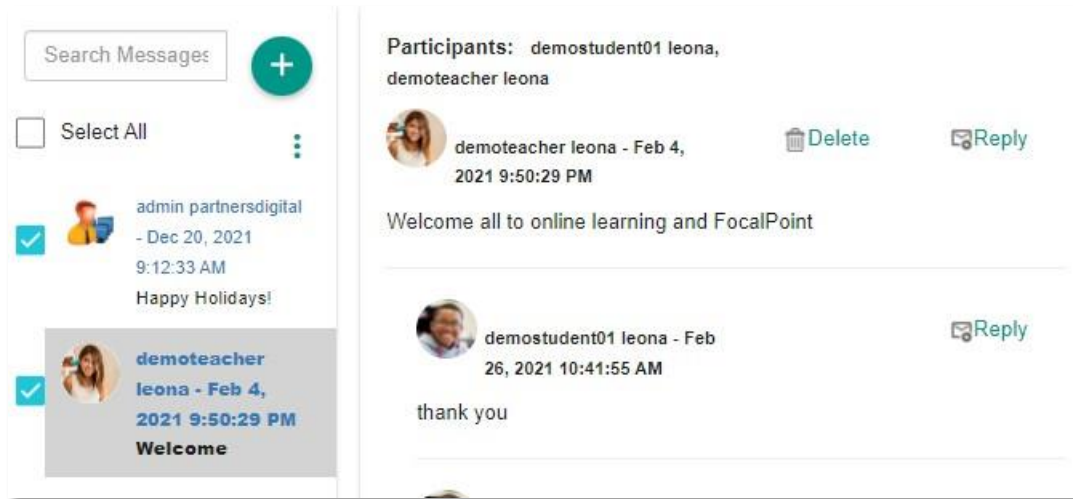 Search Messages
+
Select All
admin partnersdigital
- Dec 20, 2021
9:12:33 AM
Happy Holidays!
demoteacher
leona - Feb 4,
2021 9:50:29 PM
Welcome
Participants: demostudent01 leona,
demoteacher leona
demoteacher leona - Feb 4,
2021 9:50:29 PM
Delete
Reply
Welcome all to online learning and FocalPoint
demostudent01 leona - Feb
26, 2021 10:41:55 AM
Reply
thank you